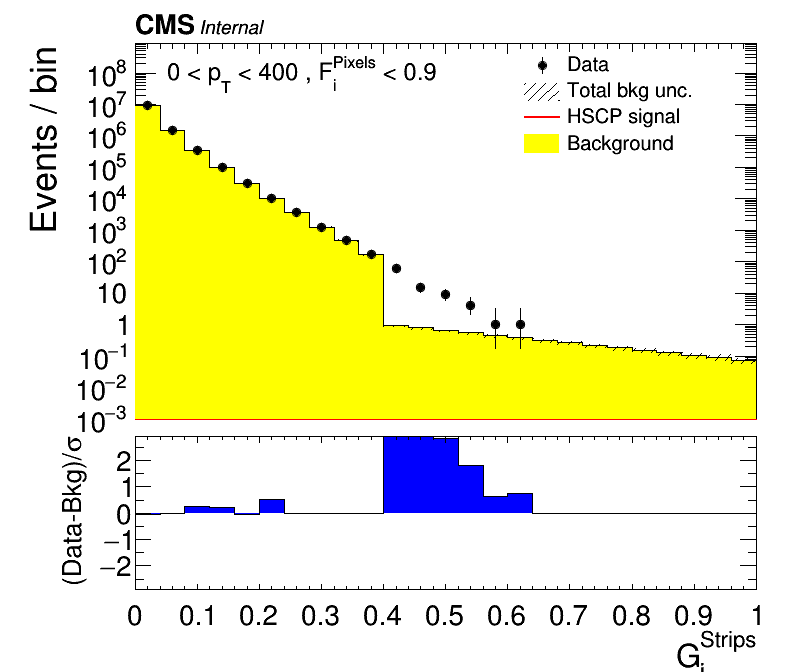 CMS Internal
0 < p_T < 400 , F_i^Pixels < 0.9
Data
Total bkg unc.
HSCP signal
Background
Events / bin
10^8
10^7
10^6
10^5
10^4
10^3
10^2
10
1
10^−1
10^−2
10^−3
(Data-Bkg)/σ
2
1
0
−1
−2
0 0.1 0.2 0.3 0.4 0.5 0.6 0.7 0.8 0.9 1
G_i^Strips